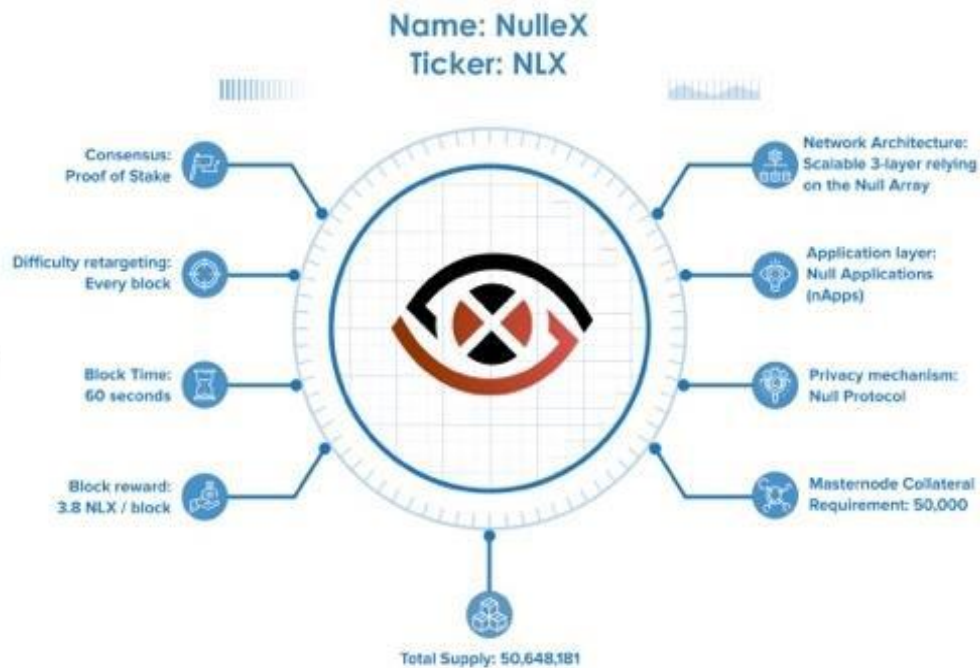 Name: NulleX
Ticker: NLX
Consensus:
Proof of Stake
Difficulty retargeting:
Every block
Block Time:
60 seconds
Block reward:
3.8 NLX / block
Network Architecture:
Scalable 3-layer relying
on the Null Array
Application layer:
Null Applications
(nApps)
Privacy mechanism:
Null Protocol
Masternode Collateral
Requirement: 50,000
Total Supply: 50,648,181